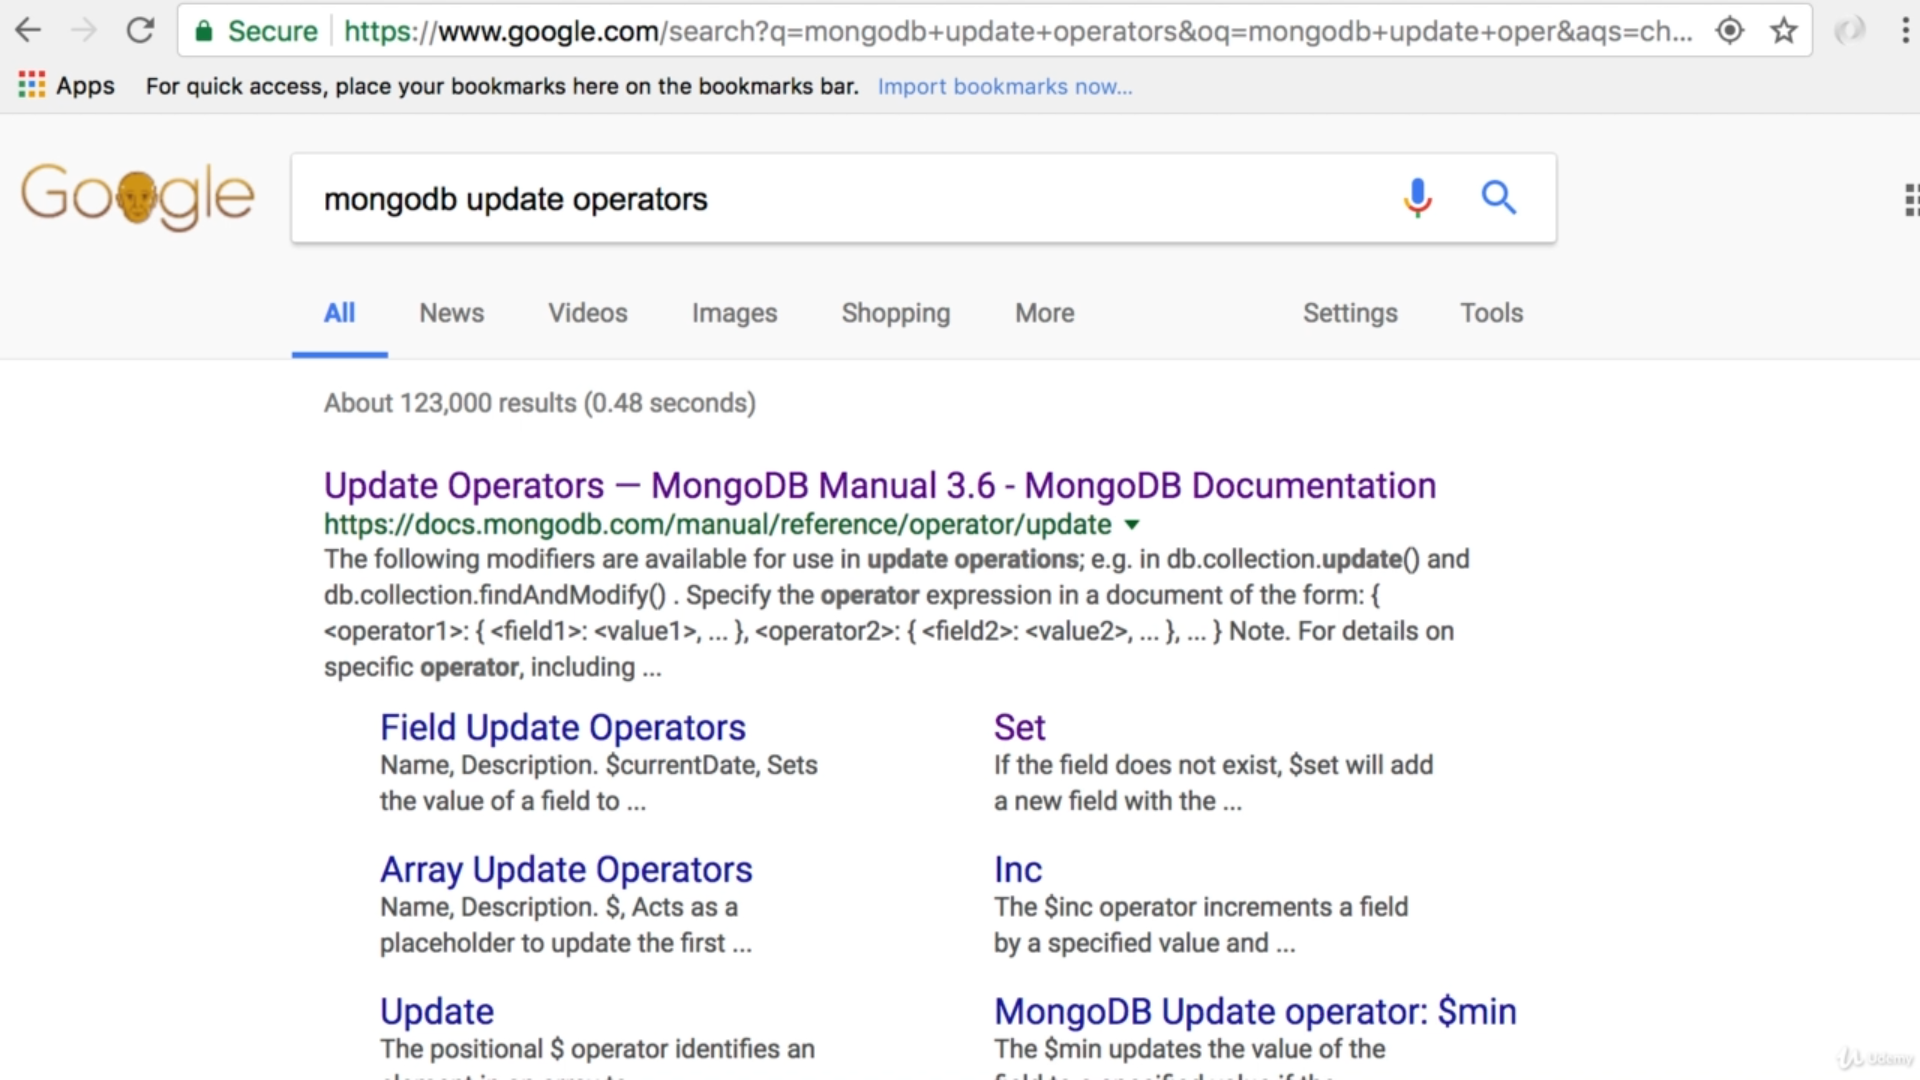 Secure https://www.google.com/search?q=mongodb+update+operators&oq=mongodb+update+oper&aqs=ch...
Apps For quick access, place your bookmarks here on the bookmarks bar. Import bookmarks now...
Google
mongodb update operators
All News Videos Images Shopping More Settings Tools
About 123,000 results (0.48 seconds)
Update Operators — MongoDB Manual 3.6 - MongoDB Documentation
https://docs.mongodb.com/manual/reference/operator/update
The following modifiers are available for use in update operations; e.g. in db.collection.update() and
db.collection.findAndModify() . Specify the operator expression in a document of the form: {
<operator1>: { <field1>: <value1>, ... }, <operator2>: { <field2>: <value2>, ... }, ... } Note. For details on
specific operator, including ...
Field Update Operators
Name, Description. $currentDate, Sets
the value of a field to ...
Set
If the field does not exist, $set will add
a new field with the ...
Array Update Operators
Name, Description. $, Acts as a
placeholder to update the first ...
Inc
The $inc operator increments a field
by a specified value and ...
Update
The positional $ operator identifies an
MongoDB Update operator: $min
The $min updates the value of the
Udemy